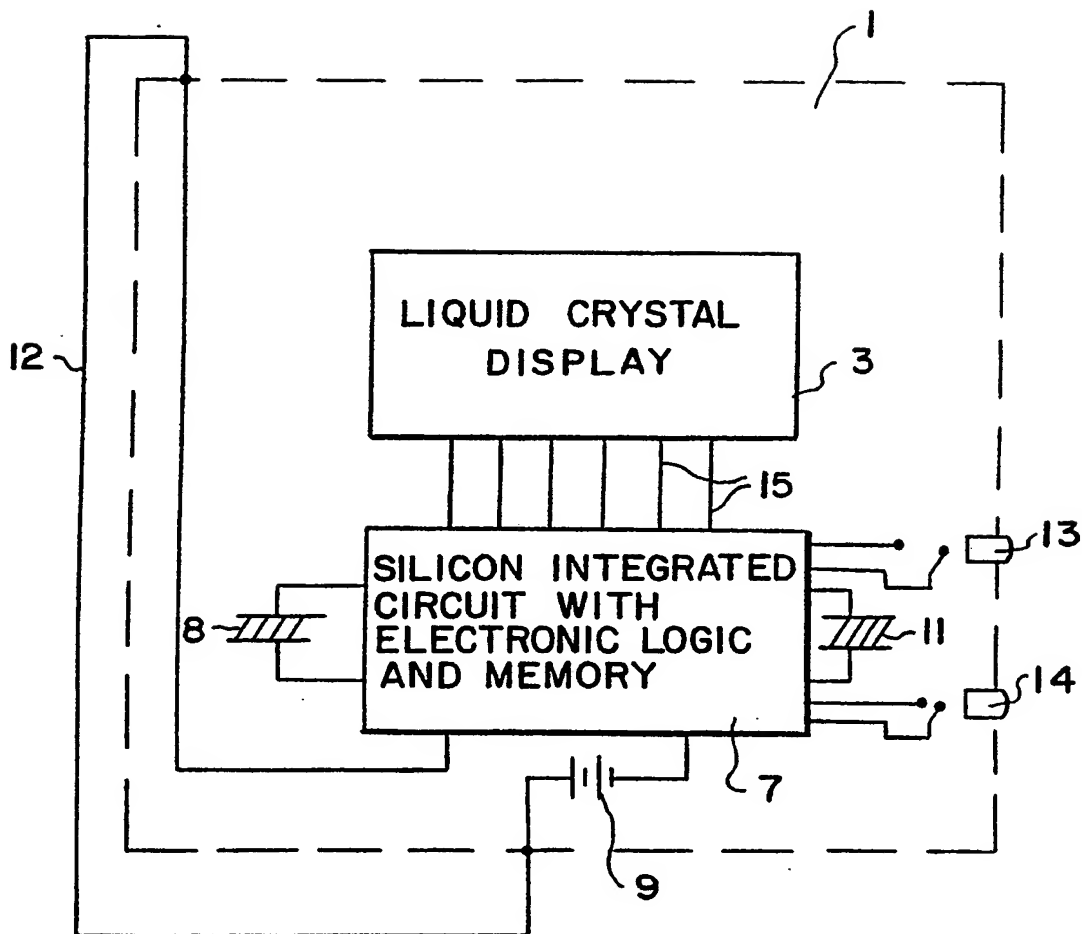 1
LIQUID CRYSTAL
DISPLAY
12
3
15
13
SILICON INTEGRATED
CIRCUIT WITH
ELECTRONIC LOGIC
AND MEMORY
8
11
14
7
9